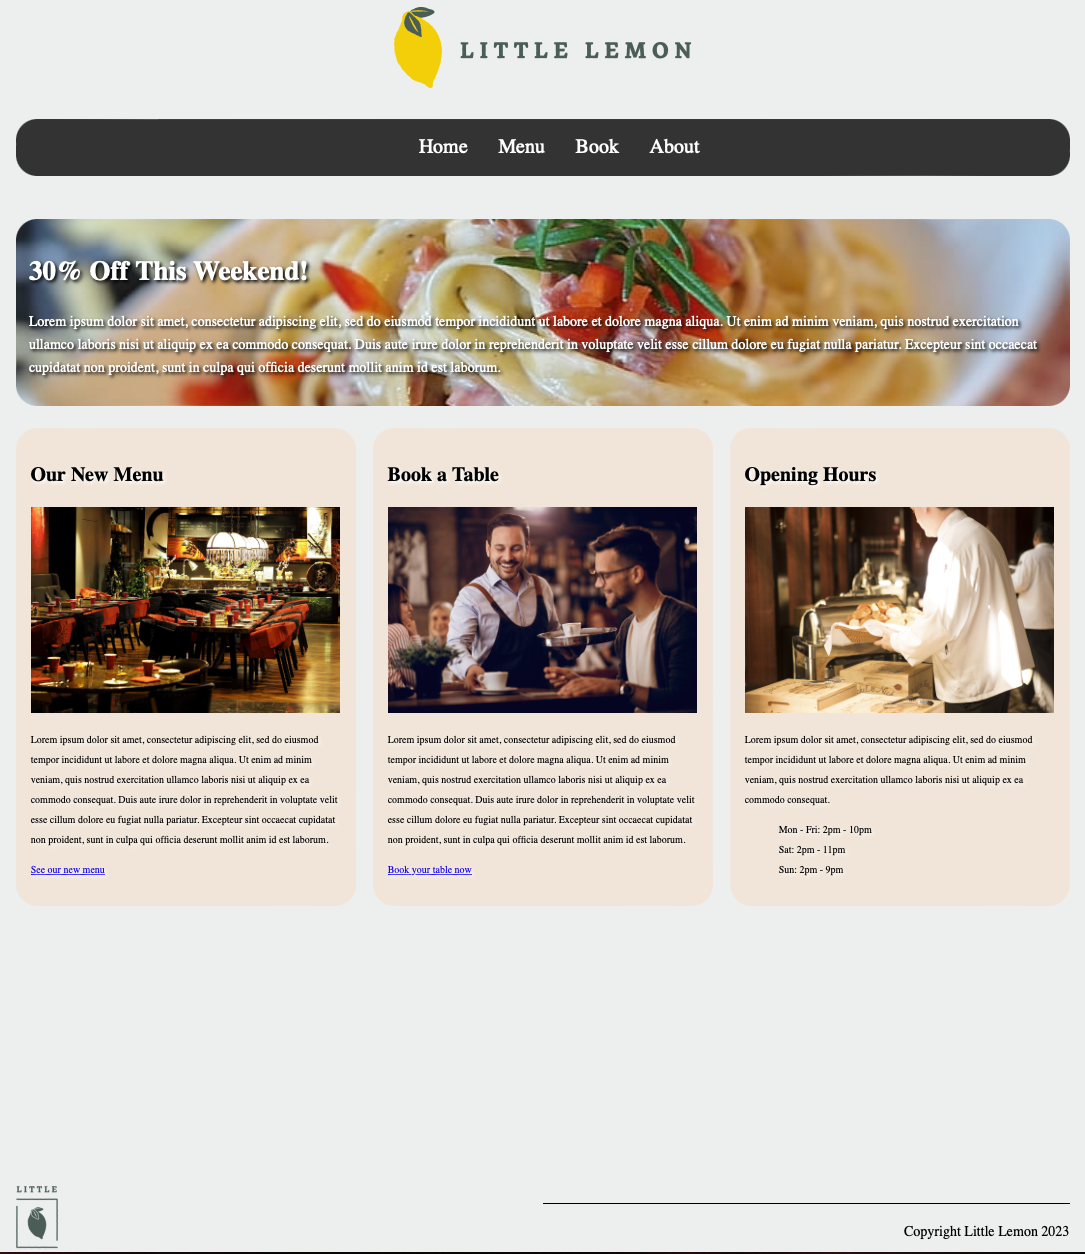 LITTLE LEMON
Home Menu Book About
30% Off This Weekend!
Lorem ipsum dolor sit amet, consectetur adipiscing elit, sed do eiusmod tempor incididunt ut labore et dolore magna aliqua. Ut enim ad minim veniam, quis nostrud exercitation
ullamco laboris nisi ut aliquip ex ea commodo consequat. Duis aute irure dolor in reprehenderit in voluptate velit esse cillum dolore eu fugiat nulla pariatur. Excepteur sint occaecat
cupidatat non proident, sunt in culpa qui officia deserunt mollit anim id est laborum.
Our New Menu
Lorem ipsum dolor sit amet, consectetur adipiscing elit, sed do eiusmod
tempor incididunt ut labore et dolore magna aliqua. Ut enim ad minim
veniam, quis nostrud exercitation ullamco laboris nisi ut aliquip ex ea
commodo consequat. Duis aute irure dolor in reprehenderit in voluptate velit
esse cillum dolore eu fugiat nulla pariatur. Excepteur sint occaecat cupidatat
non proident, sunt in culpa qui officia deserunt mollit anim id est laborum.
See our new menu
Book a Table
Lorem ipsum dolor sit amet, consectetur adipiscing elit, sed do eiusmod
tempor incididunt ut labore et dolore magna aliqua. Ut enim ad minim
veniam, quis nostrud exercitation ullamco laboris nisi ut aliquip ex ea
commodo consequat. Duis aute irure dolor in reprehenderit in voluptate velit
esse cillum dolore eu fugiat nulla pariatur. Excepteur sint occaecat cupidatat
non proident, sunt in culpa qui officia deserunt mollit anim id est laborum.
Book your table now
Opening Hours
Lorem ipsum dolor sit amet, consectetur adipiscing elit, sed do eiusmod
tempor incididunt ut labore et dolore magna aliqua. Ut enim ad minim
veniam, quis nostrud exercitation ullamco laboris nisi ut aliquip ex ea
commodo consequat.
Mon - Fri: 2pm - 10pm
Sat: 2pm - 11pm
Sun: 2pm - 9pm
LITTLE
Copyright Little Lemon 2023